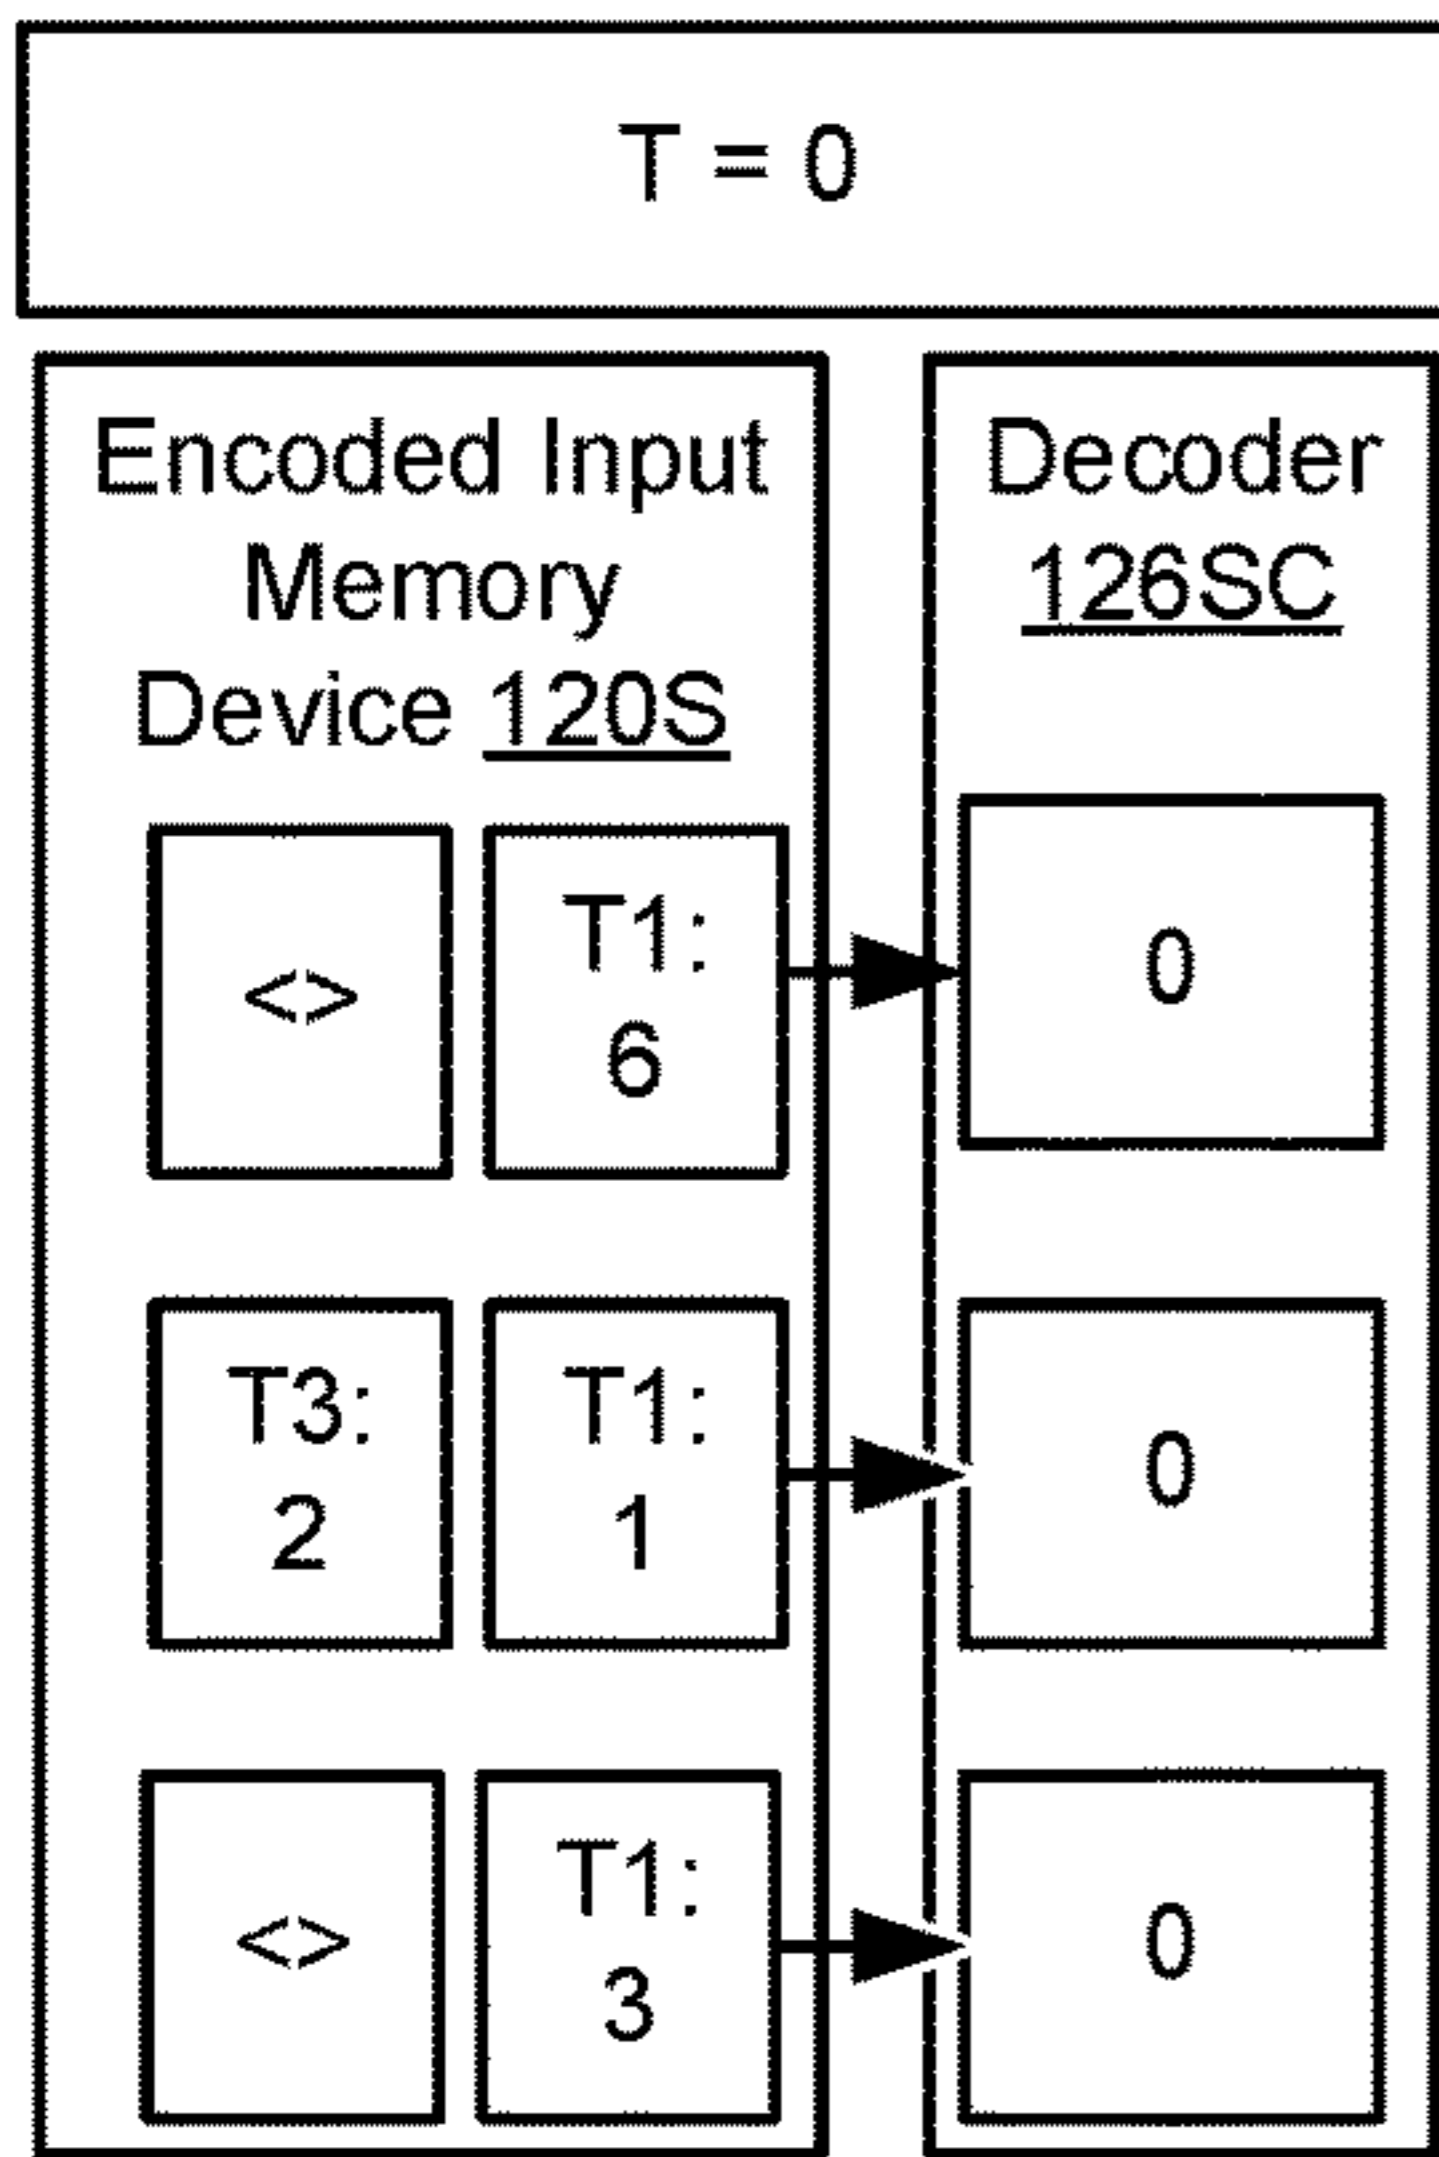 T = 0
Encoded Input
Memory
Device 120S
Decoder
126SC
<>
T1:
6
0
T3:
2
T1:
1
0
<>
T1:
3
0